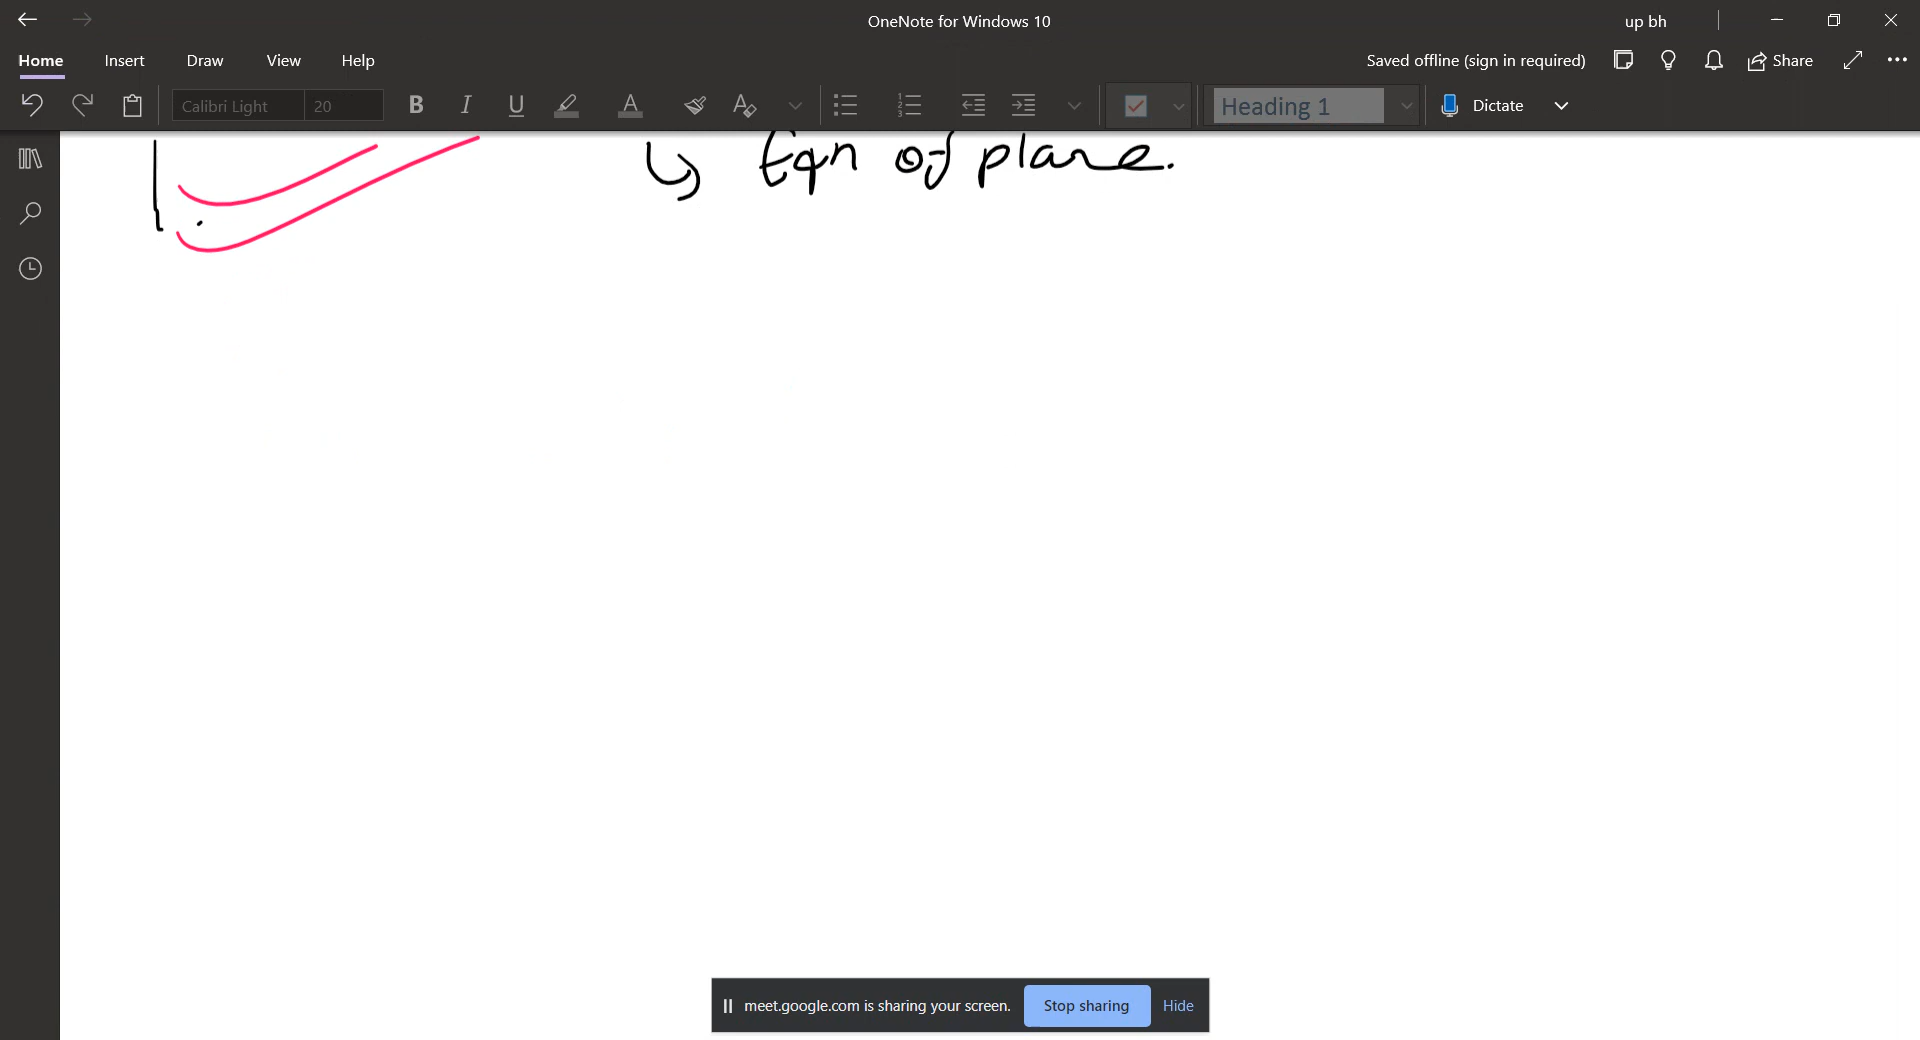 OneNote for Windows 10
up bh
Home Insert Draw View Help
Saved offline (sign in required)
Share
Calibri Light 20
B I U A A
Heading 1
Dictate
Eqn of plane.
meet.google.com is sharing your screen.
Stop sharing
Hide